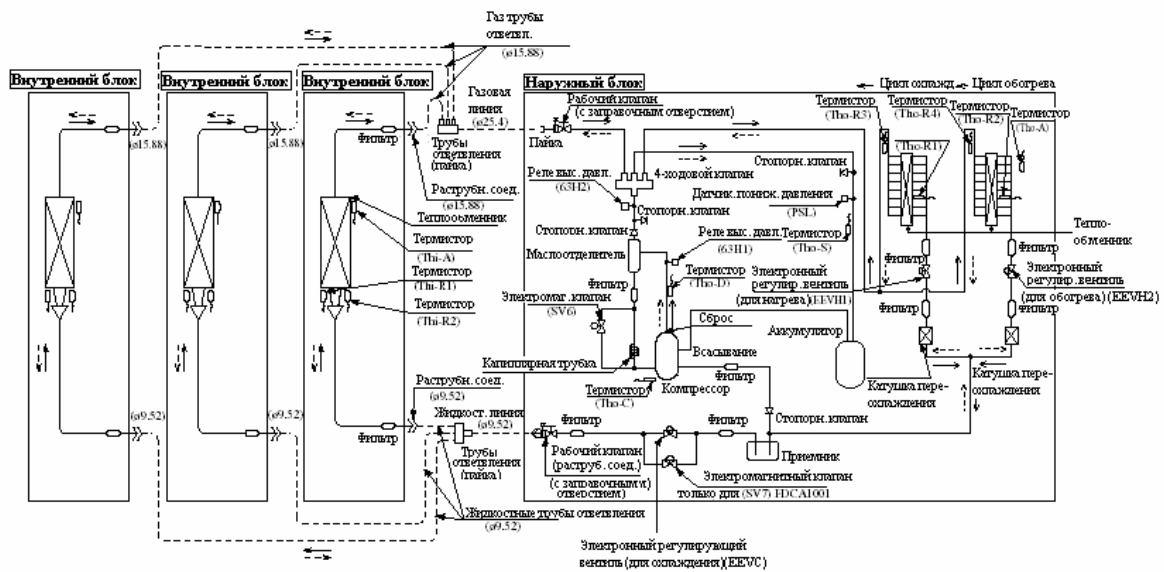 Газ трубы
ответвл.
(ø15.88)
Внутренний блок
Внутренний блок
Внутренний блок
Наружный блок
Цикл охлажд
Цикл обогрева
Газовая
линия
(ø25.4)
Рабочий клапан
(с заправочным отверстием)
Термистор
(Tho-R3)
Термистор
(Tho-R4)
Термистор
(Tho-R2)
Термистор
(Tho-A)
(Tho-R1)
ø15.88
ø15.88
Фильтр
Трубы
ответвления
(пайка)
Пайка
Стопорн. клапан
4-ходовой клапан
Раструбн. соед.
(ø15.88)
Реле выс. давл.
(63H2)
Датчик. пониж. давления
(PSL)
Стопорн. клапан
Теплообменник
Стопорн. клапан
Реле выс. давл.
(63H1)
Термистор
(Tho-S)
Тепло-
обменник
Термистор
(Thi-A)
Маслоотделитель
Фильтр
Фильтр
Термистор
(Thi-R1)
Термистор
(Tho-D)
Электронный
регулир. вентиль
(для нагрева)(EEVH1)
Электронный
регулир. вентиль
(для обогрева)(EEVH2)
Термистор
(Thi-R2)
Фильтр
Электромаг. клапан
(SV6)
Фильтр
Фильтр
Сброс
Аккумулятор
Капиллярная трубка
Всасывание
Фильтр
Компрессор
Термистор
(Tho-C)
Катушка пере-
охлаждения
Катушка пере-
охлаждения
Раструбн. соед.
(ø9.52)
(ø9.52)
(ø9.52)
Жидкост. линия
(ø9.52)
Фильтр
Фильтр
Фильтр
Стопорн. клапан
Приемник
Трубы
ответвления
(пайка)
Рабочий клапан
(раструб. соед.)
(с заправочным)
отверстием)
Электромагнитный клапан
только для (SV7) FDCA1001
Жидкостные трубы ответвления
(ø9.52)
Электронный регулирующий
вентиль (для охлаждения)(EEVC)